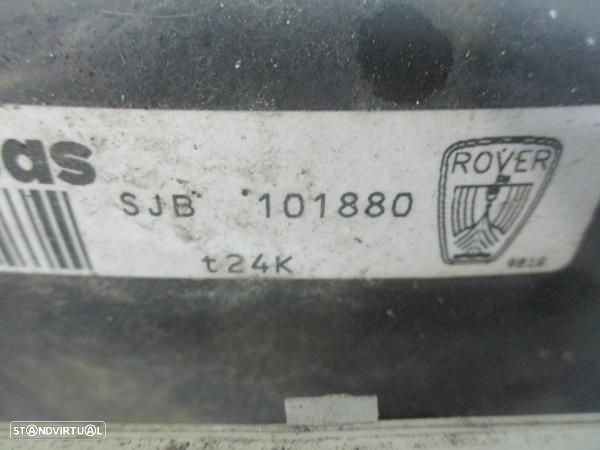 as
SJB 101880
ROVER
t24K
STANDVIRTUAL